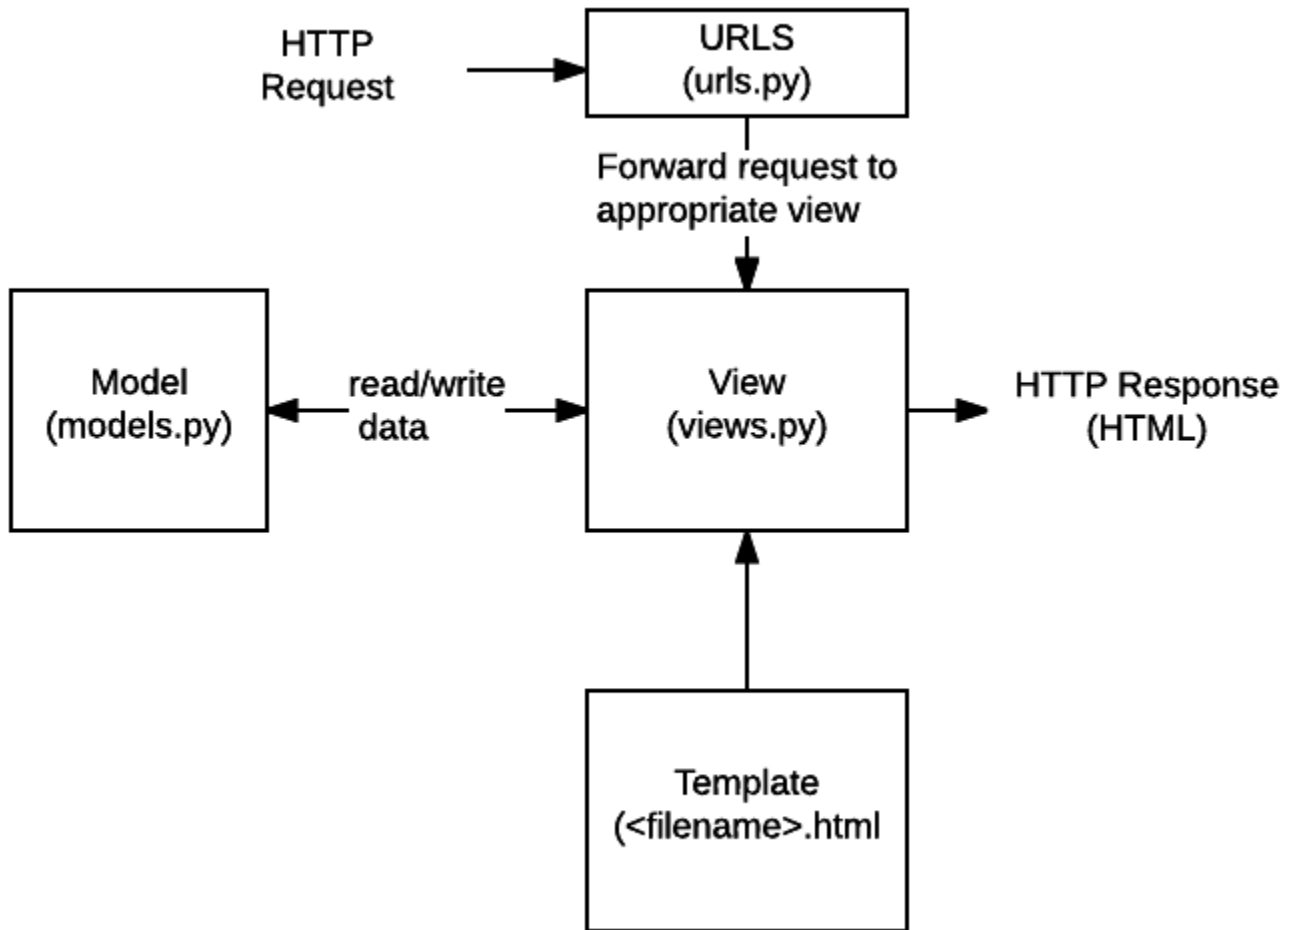 HTTP
Request
URLS
(urls.py)
Forward request to
appropriate view
Model
(models.py)
read/write
data
View
(views.py)
HTTP Response
(HTML)
Template
(<filename>.html